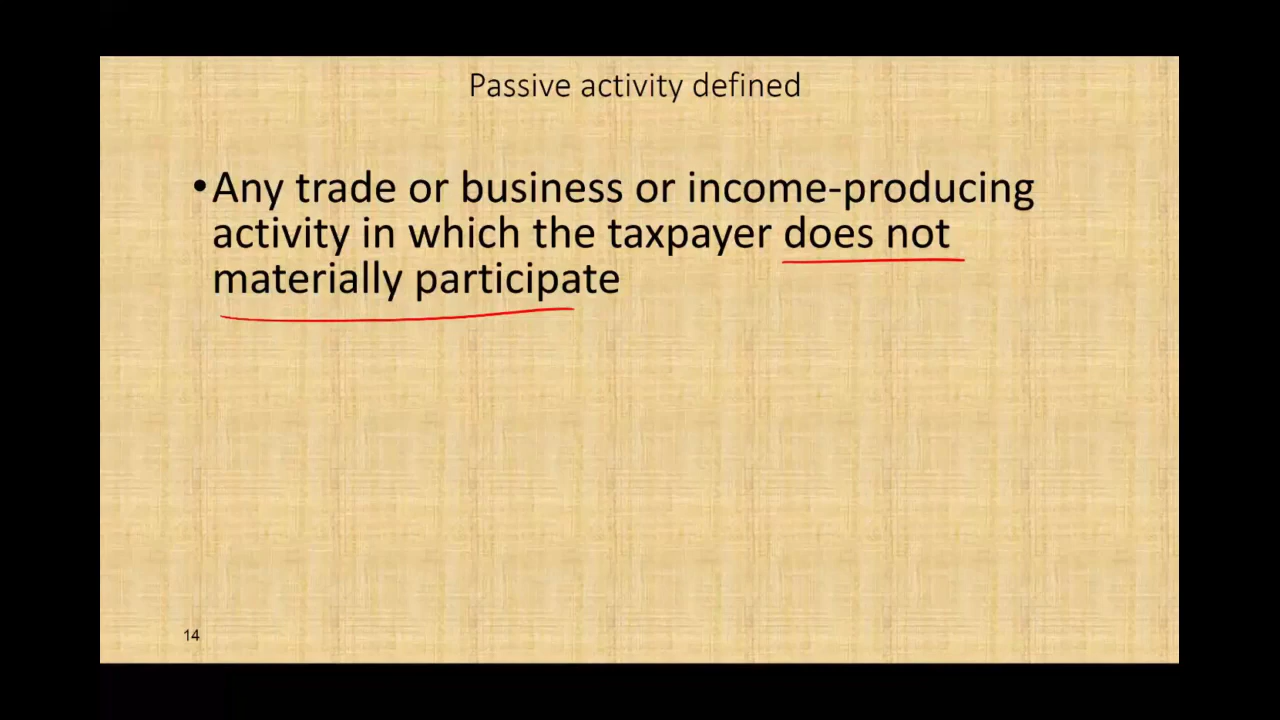 Passive activity defined
•Any trade or business or income-producing
activity in which the taxpayer does not
materially participate
14